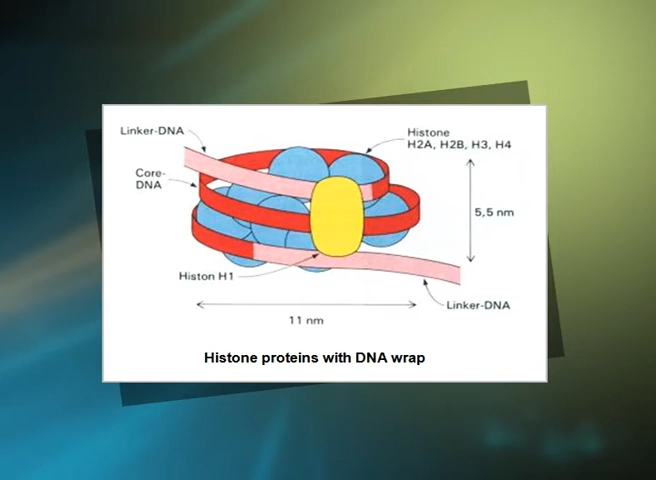 Linker-DNA
Histone
H2A, H2B, H3, H4
Core-
DNA
5,5 nm
Histon H1
Linker-DNA
11 nm
Histone proteins with DNA wrap